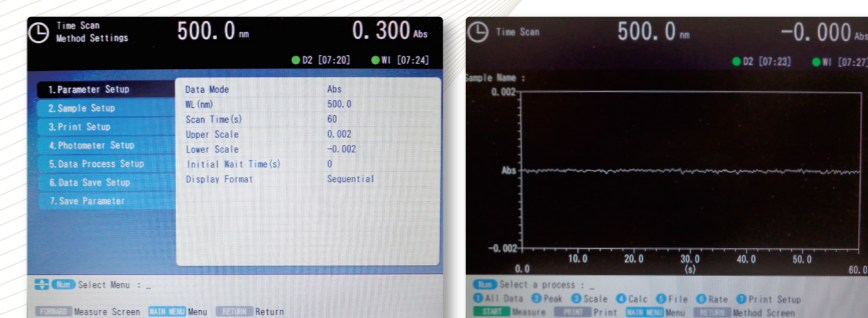 Time Scan
Method Settings
500.0 nm
0.300 Abs
D2 [07:20]
WI [07:24]
1.Parameter Setup
2.Sample Setup
3.Print Setup
4.Photometer Setup
5.Data Process Setup
6.Data Save Setup
7.Save Parameter
Data Mode Abs
WL(nm) 500.0
Scan Time(s) 60
Upper Scale 0.002
Lower Scale -0.002
Initial Wait Time(s) 0
Display Format Sequential
Num Select Menu : _
FORWARD Measure Screen MAIN MENU Menu RETURN Return
Time Scan
500.0 nm
-0.000 Abs
D2 [07:23]
WI [07:27]
Sample Name :
0.002
Abs
-0.002
0.0 10.0 20.0 30.0 40.0 50.0 60.0
(s)
Num Select a process : _
1 All Data 2 Peak 3 Scale 4 Calc 5 File 6 Rate 7 Print Setup
START Measure PRINT Print MAIN MENU Menu RETURN Method Screen